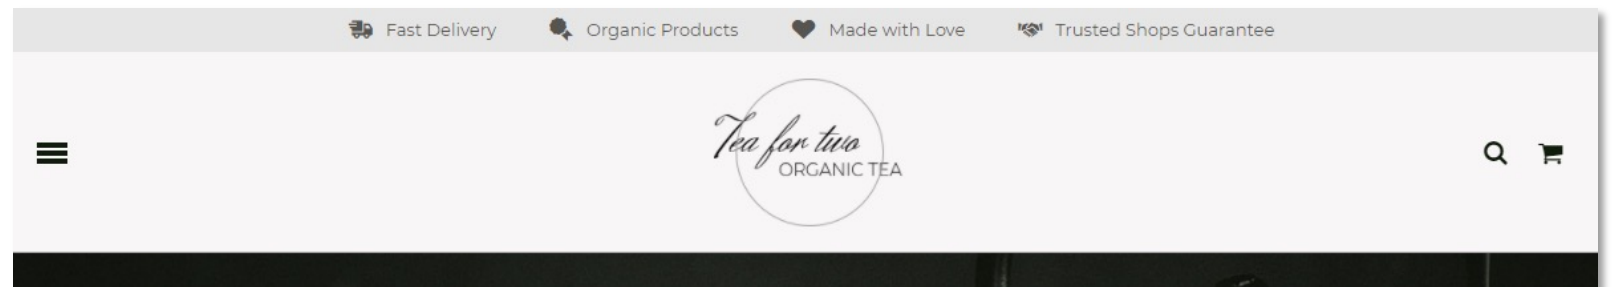 Fast Delivery Organic Products Made with Love Trusted Shops Guarantee
Tea for two
ORGANIC TEA